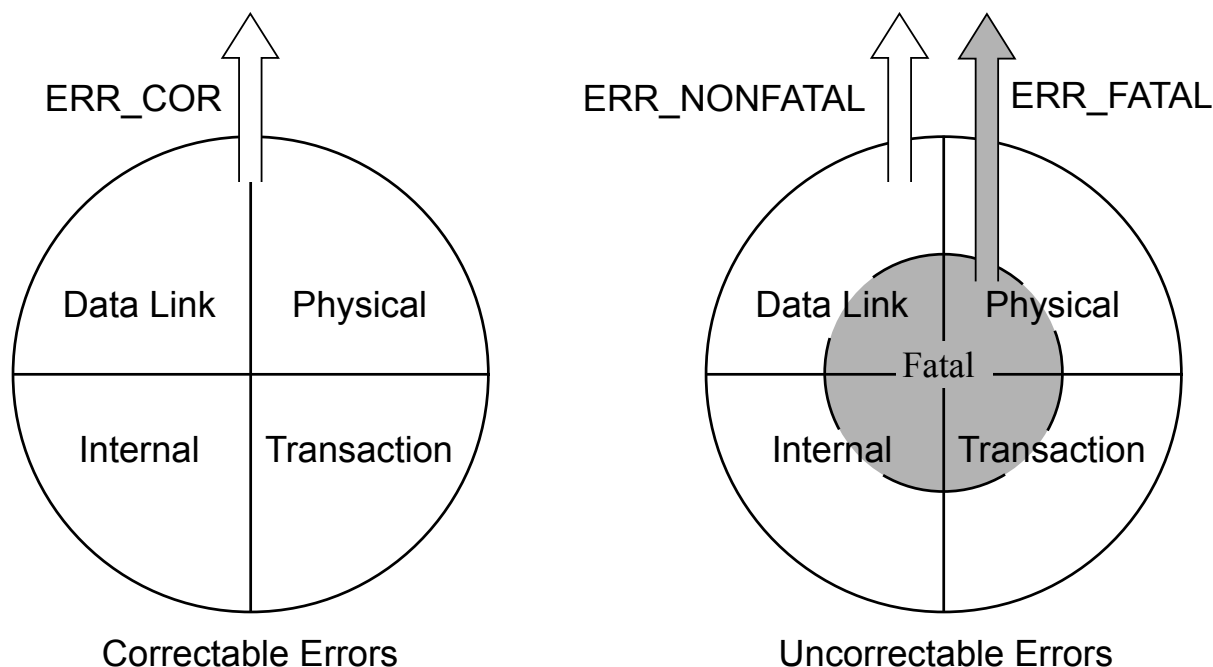 ERR_COR
Data Link
Physical
Internal
Transaction
Correctable Errors
ERR_NONFATAL
ERR_FATAL
Data Link
Physical
Fatal
Internal
Transaction
Uncorrectable Errors